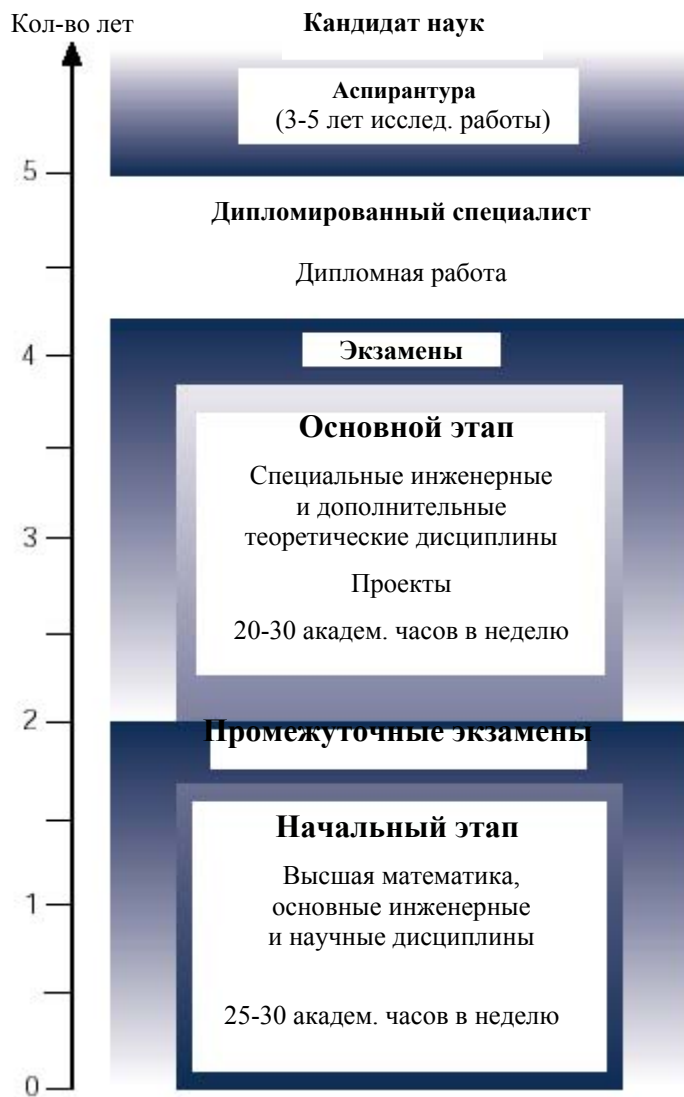 Кол-во лет
Кандидат наук
Аспирантура
(3-5 лет исслед. работы)
5
Дипломированный специалист
Дипломная работа
4
Экзамены
Основной этап
Специальные инженерные
и дополнительные
теоретические дисциплины
3
Проекты
20-30 академ. часов в неделю
2
Промежуточные экзамены
Начальный этап
Высшая математика,
1
основные инженерные
и научные дисциплины
25-30 академ. часов в неделю
0